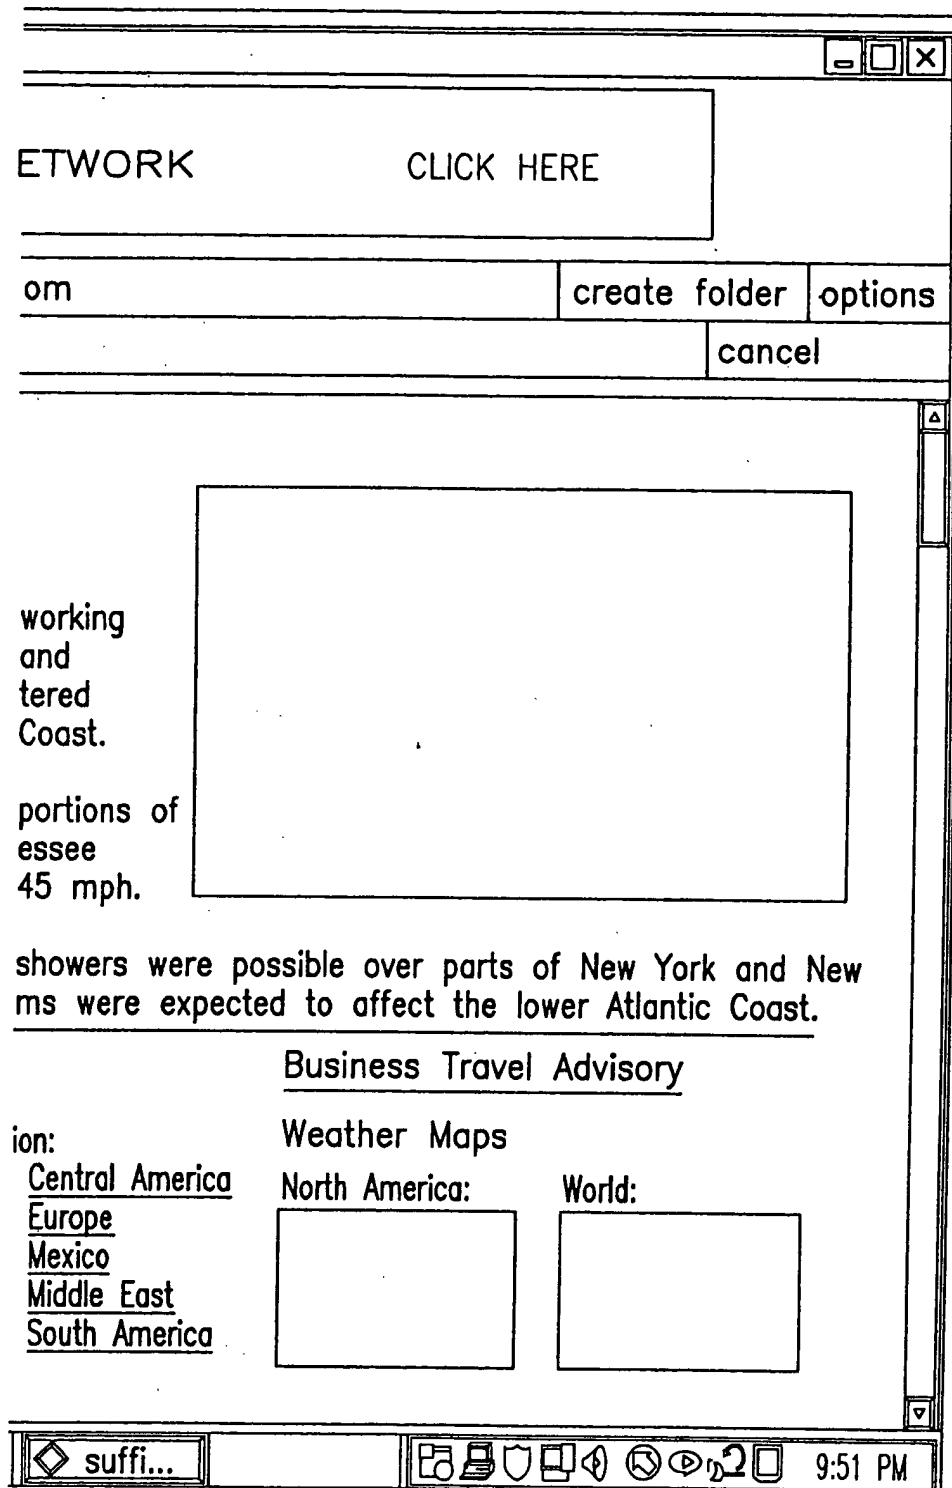 ETWORK CLICK HERE
om create folder options
cancel
working
and
tered
Coast.
portions of
essee
45 mph.
showers were possible over parts of New York and New
ms were expected to affect the lower Atlantic Coast.
Business Travel Advisory
ion:
Central America
Europe
Mexico
Middle East
South America
Weather Maps
North America: World:
suffi... 9:51 PM